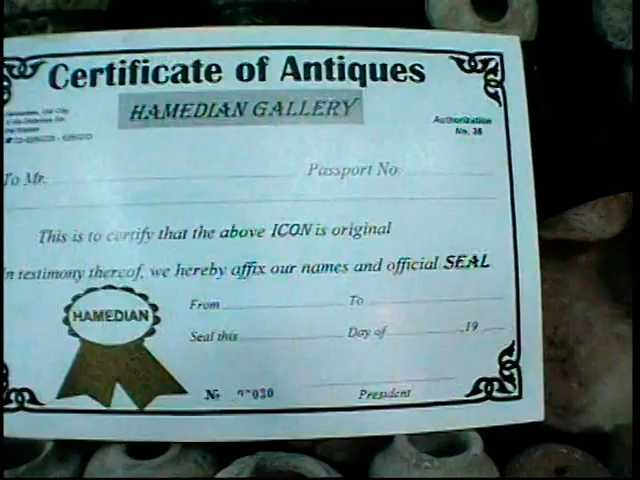 Certificate of Antiques
HAMEDIAN GALLERY
Authorization
No. 38
To Mr.
Passport No.
This is to certify that the above ICON is original
In testimony thereof, we hereby affix our names and official SEAL
HAMEDIAN
From To
Seal this Day of ,19
No
President